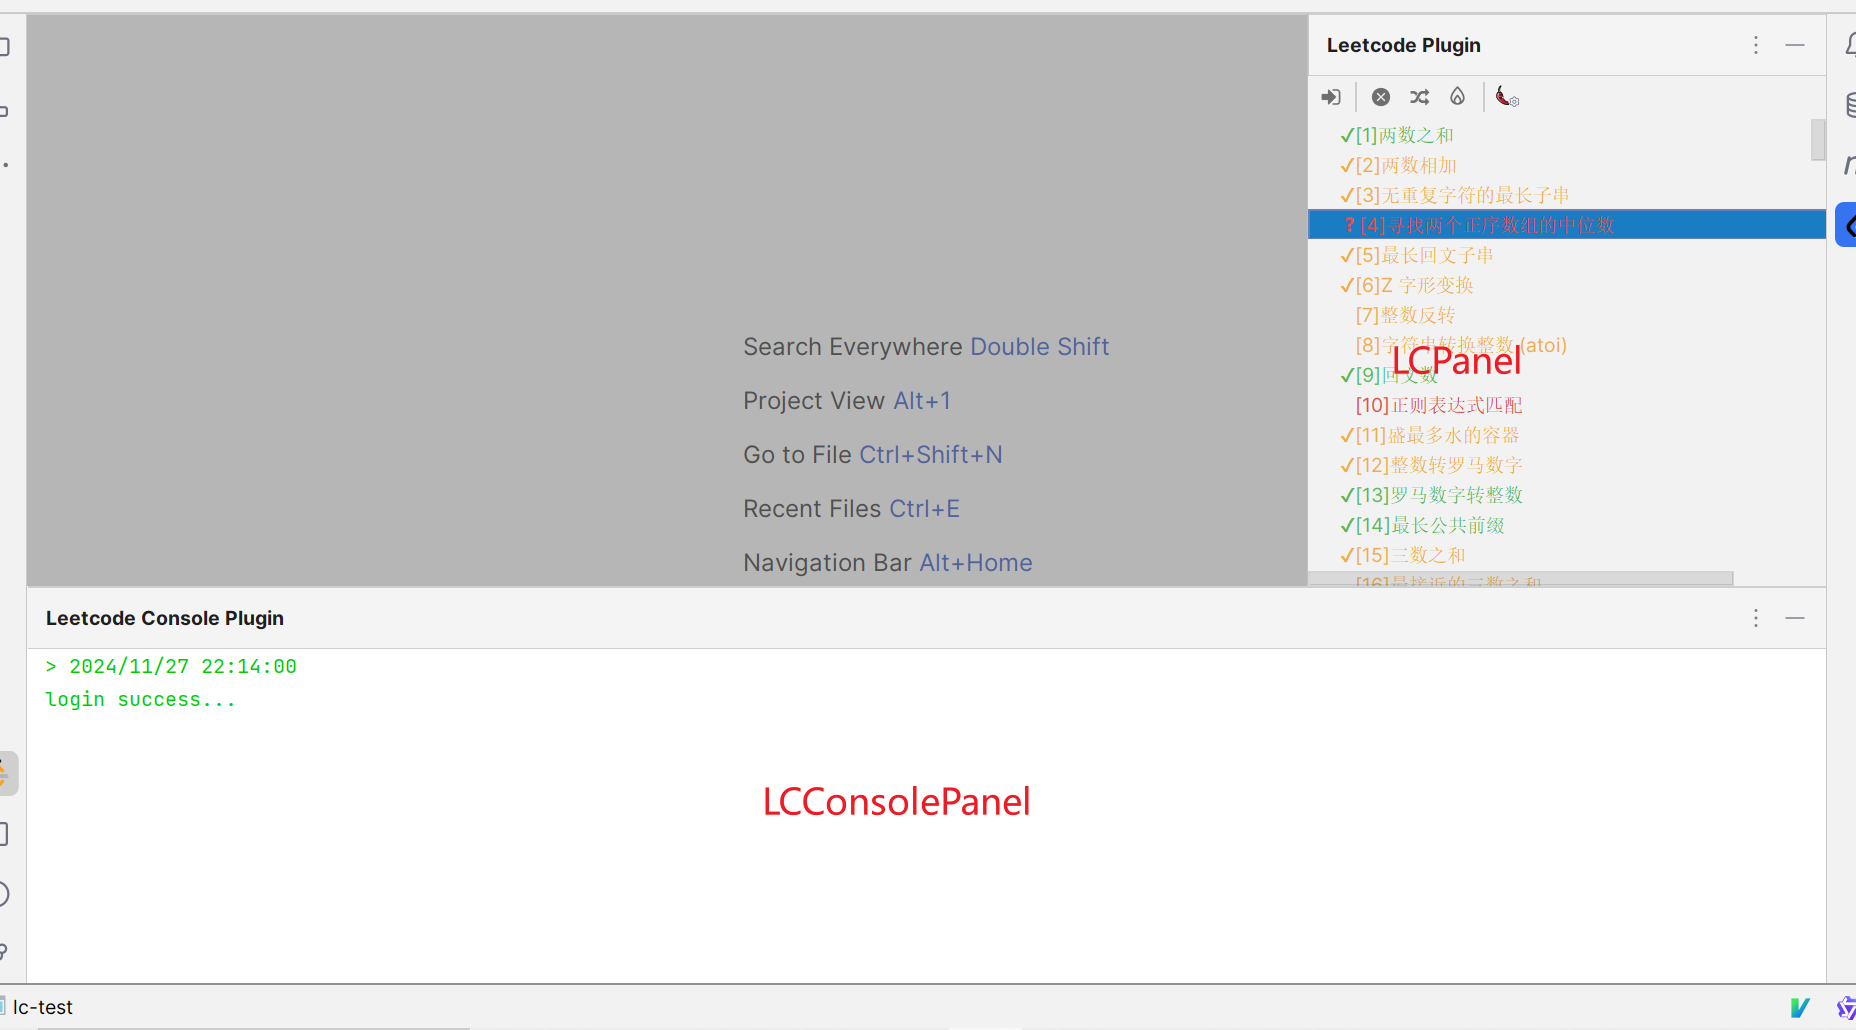 Leetcode Plugin
✓[1]两数之和
✓[2]两数相加
✓[3]无重复字符的最长子串
?[4]寻找两个正序数组的中位数
✓[5]最长回文子串
✓[6]Z 字形变换
[7]整数反转
[8]字符串转换整数 (atoi)
LCPanel
✓[9]回文数
[10]正则表达式匹配
✓[11]盛最多水的容器
✓[12]整数转罗马数字
✓[13]罗马数字转整数
✓[14]最长公共前缀
✓[15]三数之和
[16]最接近的三数之和
Search Everywhere Double Shift
Project View Alt+1
Go to File Ctrl+Shift+N
Recent Files Ctrl+E
Navigation Bar Alt+Home
Leetcode Console Plugin
> 2024/11/27 22:14:00
login success...
LCConsolePanel
lc-test